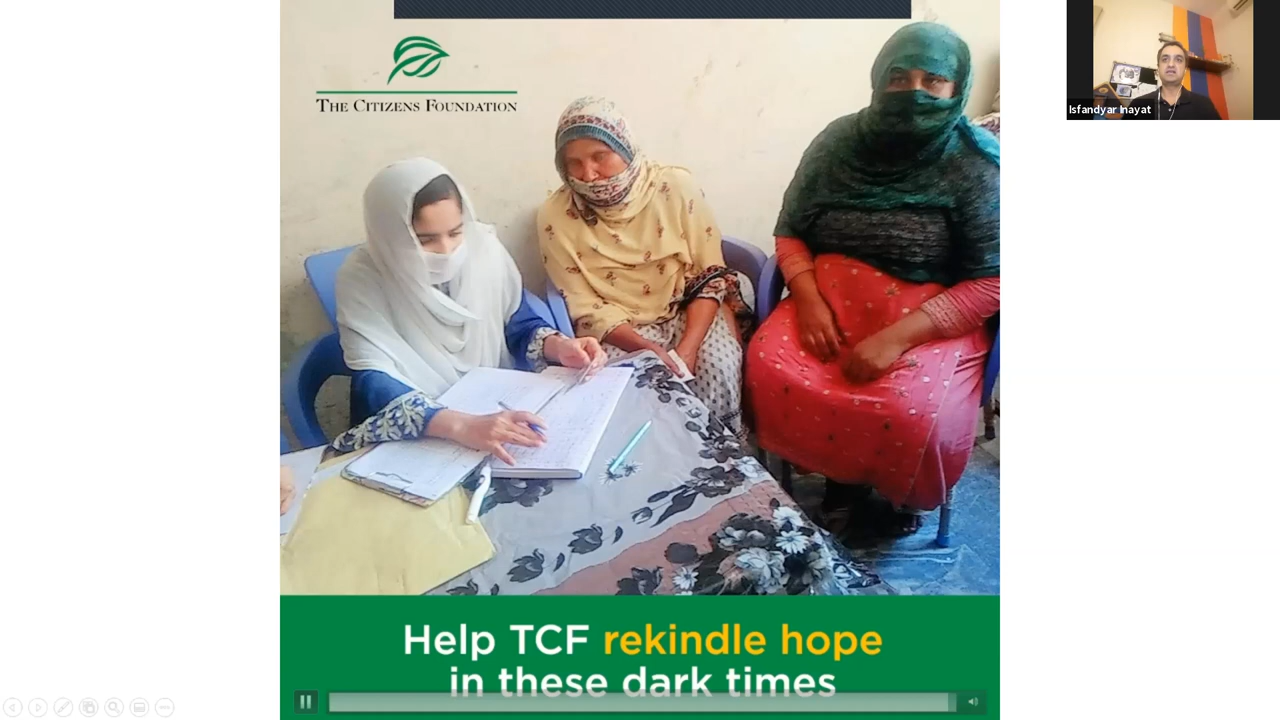 THE CITIZENS FOUNDATION
Isfandyar Inayat
Help TCF rekindle hope
in these dark times